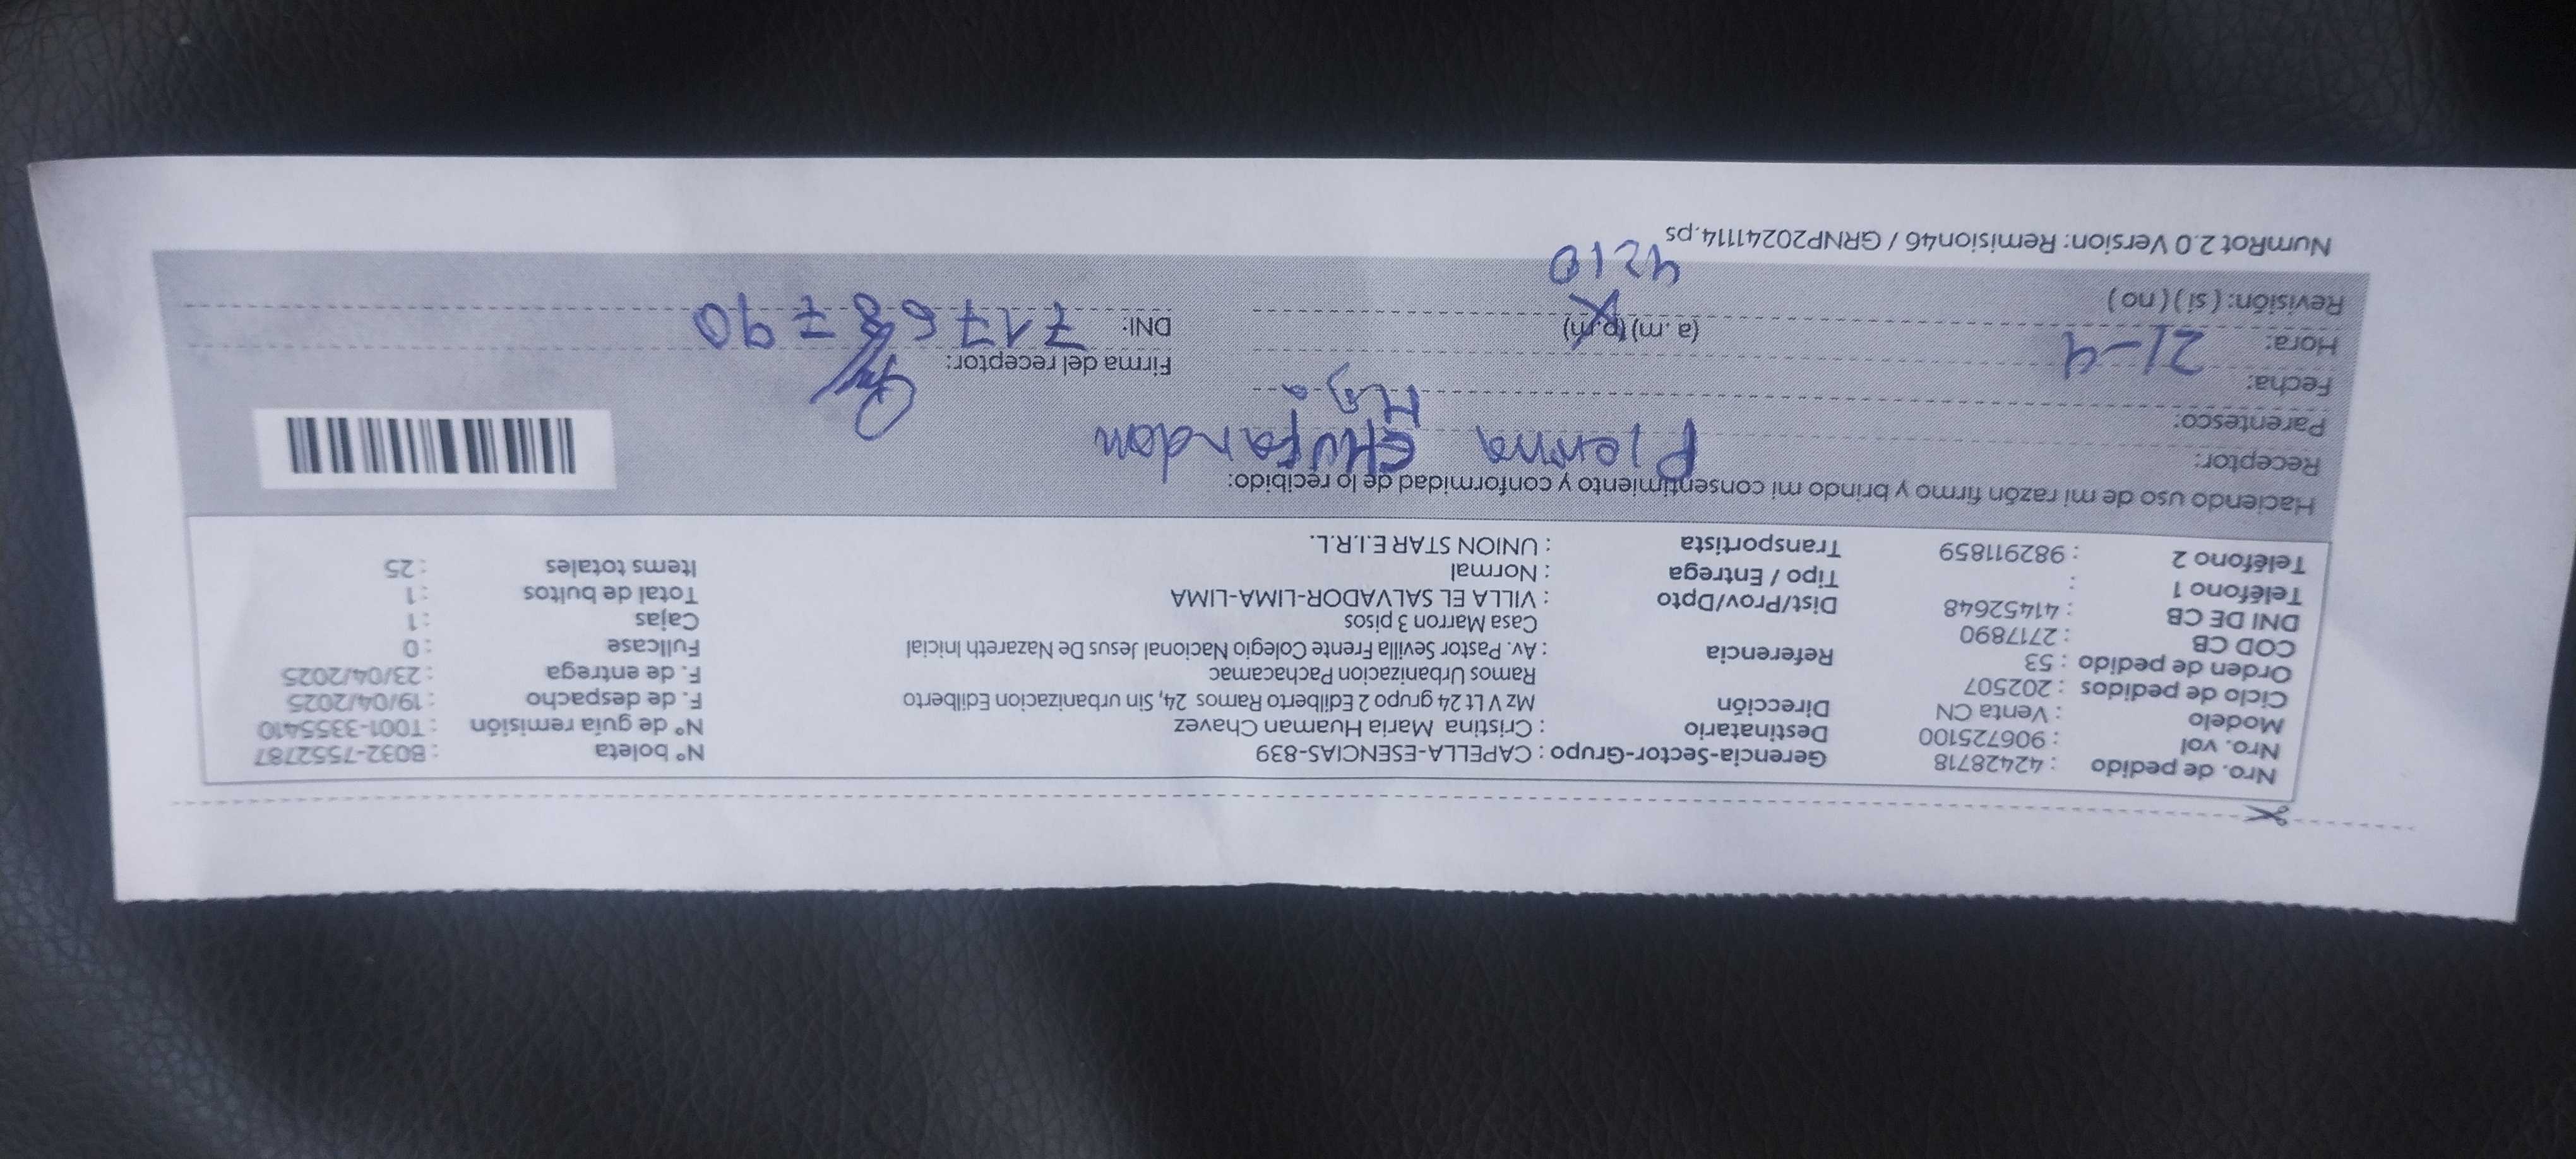 Nro. de pedido : 42428718 Gerencia-Sector-Grupo : CAPELLA-ESENCIAS-839 N° boleta : B032-7552787
Nro. vol : 906725100 Destinatario : Cristina Maria Huaman Chavez N° de guía remisión : T001-3355410
Modelo : Venta CN Dirección Mz V Lt 24 grupo 2 Edilberto Ramos 24, Sin urbanizacion Edilberto F. de despacho : 19/04/2025
Ciclo de pedidos : 202507 Ramos Urbanizacion Pachacamac F. de entrega : 23/04/2025
Orden de pedido : 53 Referencia : Av. Pastor Sevilla Frente Colegio Nacional Jesus De Nazareth Inicial Fullcase : 0
COD CB : 2717890 Casa Marron 3 pisos Cajas : 1
DNI DE CB : 41452648 Dist/Prov/Dpto : VILLA EL SALVADOR-LIMA-LIMA Total de bultos : 1
Teléfono 1 : Tipo / Entrega : Normal Items totales : 25
Teléfono 2 : 982911859 Transportista : UNION STAR E.I.R.L.
Haciendo uso de mi razón firmo y brindo mi consentimiento y conformidad de lo recibido:
Receptor:
Parentesco: Hija
Fecha: 21-4 Firma del receptor:
Hora: (a.m) (p.m) DNI: 71768790
Revisión: (si) (no) 4210
NumRot 2.0 Version: Remision46 / GRNP20241114.ps